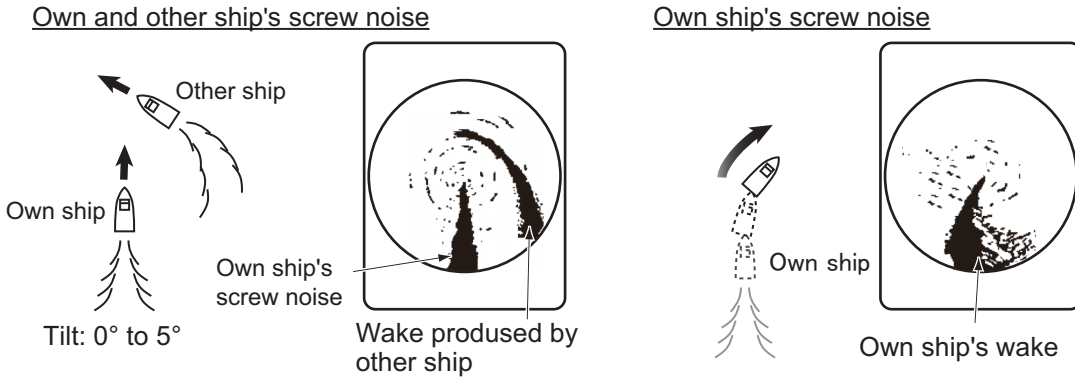 Own and other ship's screw noise
Own ship's screw noise
Other ship
Own ship
Own ship's
screw noise
Tilt: 0° to 5°
Wake prodused by
other ship
Own ship
Own ship's wake